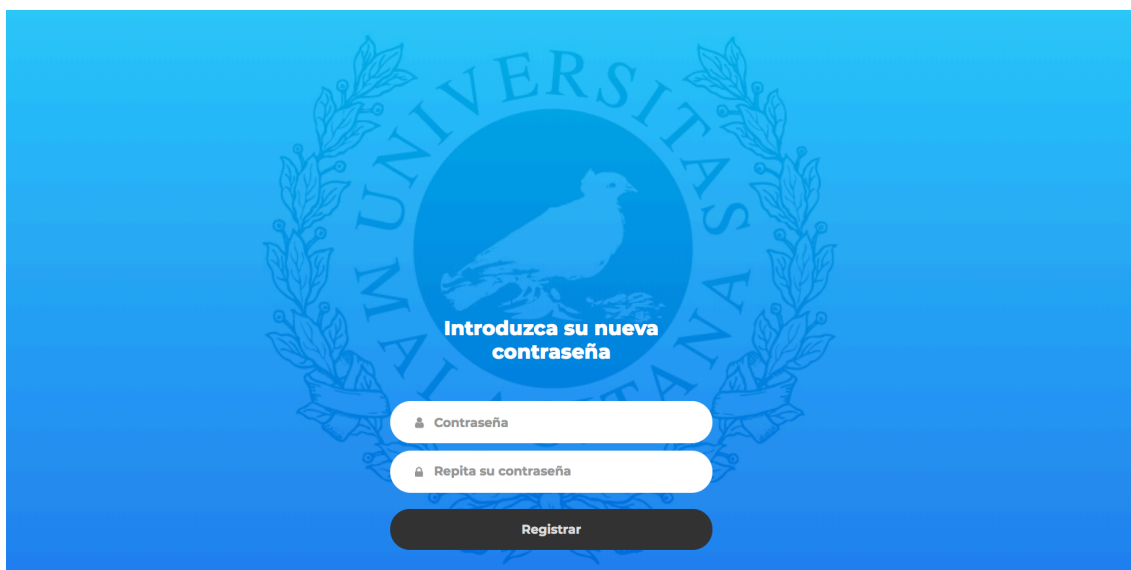 UNIVERSITAS MALACITANA
Introduzca su nueva
contraseña
Contraseña
Repita su contraseña
Registrar